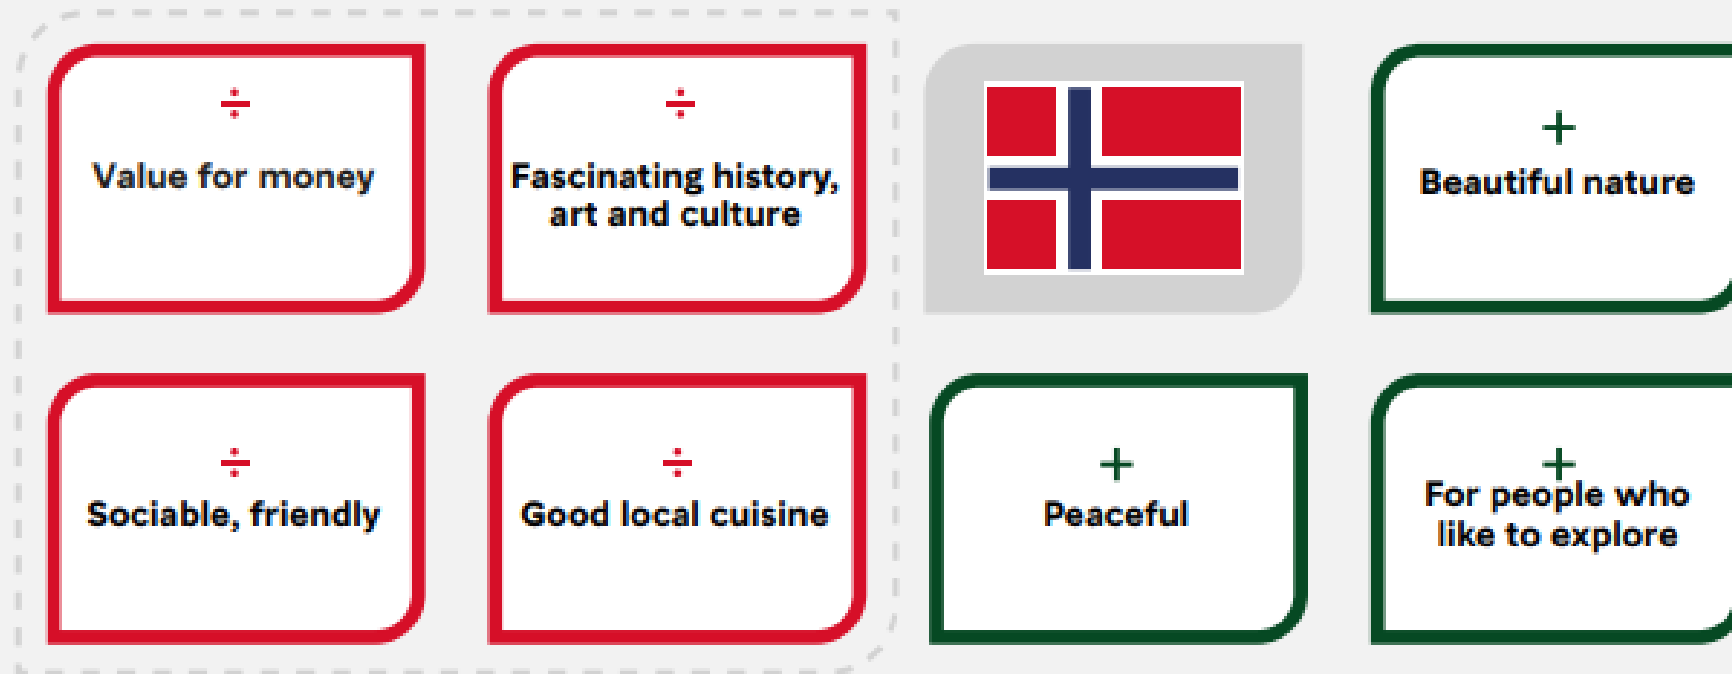 ÷
Value for money
÷
Fascinating history,
art and culture
+
Beautiful nature
÷
Sociable, friendly
÷
Good local cuisine
+
Peaceful
+
For people who
like to explore